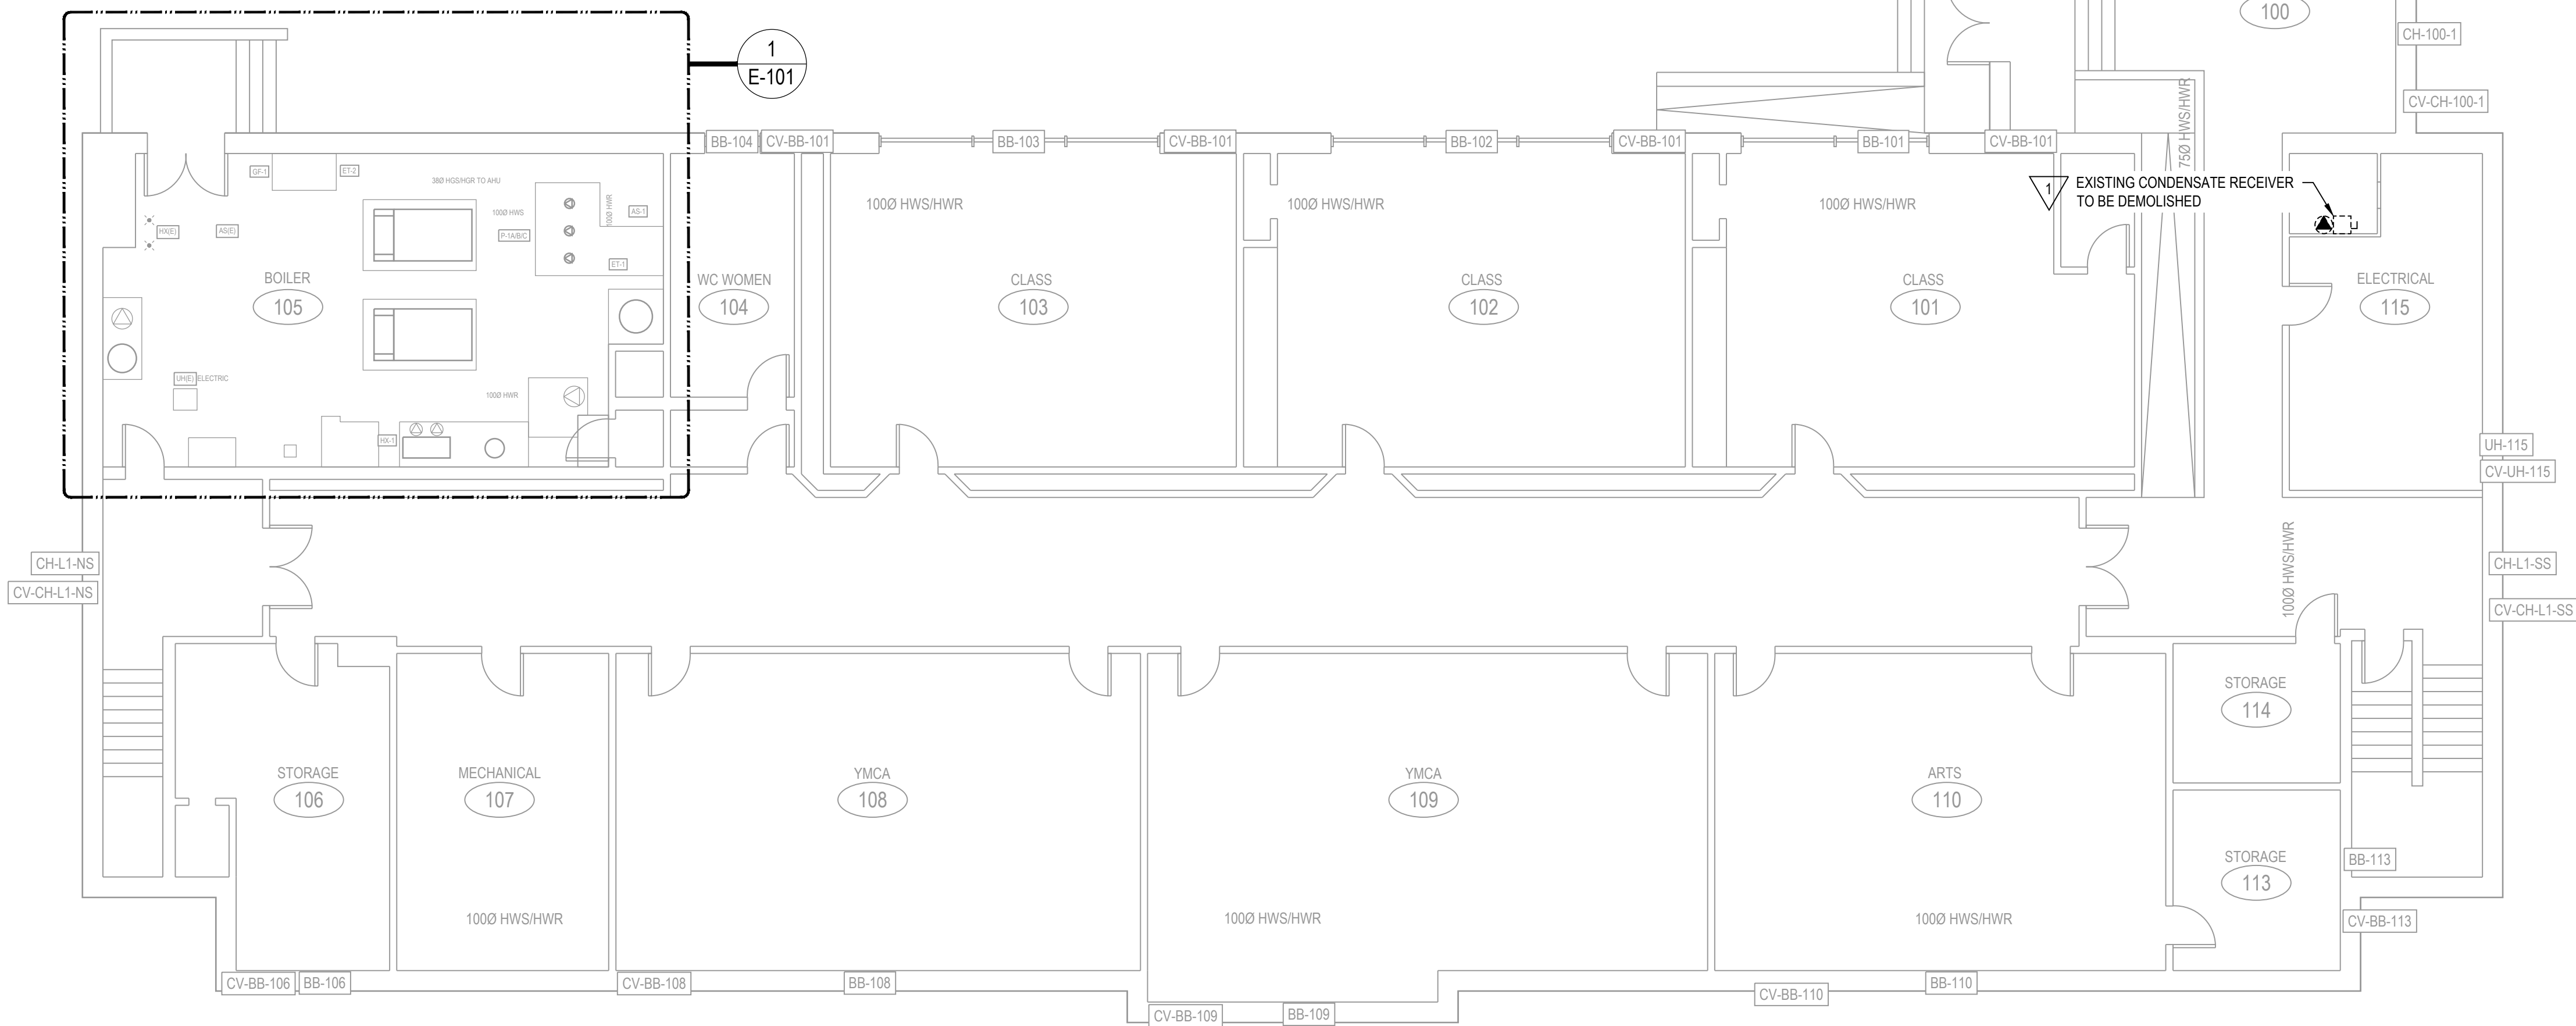 100
CH-100-1
1
E-101
75Ø HWS/HWR
CV-CH-100-1
BB-104
CV-BB-101
BB-103
CV-BB-101
BB-102
CV-BB-101
BB-101
CV-BB-101
GF-1
ET-2
38Ø HGS/HGR TO AHU
1
EXISTING CONDENSATE RECEIVER
TO BE DEMOLISHED
100Ø HWS
100Ø HWR
AS-1
HX(E)
AS(E)
P-1A/B/C
ET-1
100Ø HWS/HWR
100Ø HWS/HWR
100Ø HWS/HWR
BOILER
105
WC WOMEN
104
CLASS
103
CLASS
102
CLASS
101
ELECTRICAL
115
UH(E)
ELECTRIC
100Ø HWR
HX-1
UH-115
CV-UH-115
CH-L1-NS
CV-CH-L1-NS
100Ø HWS/HWR
CH-L1-SS
CV-CH-L1-SS
STORAGE
114
STORAGE
106
MECHANICAL
107
YMCA
108
YMCA
109
ARTS
110
STORAGE
113
BB-113
CV-BB-113
100Ø HWS/HWR
100Ø HWS/HWR
100Ø HWS/HWR
CV-BB-106
BB-106
CV-BB-108
BB-108
CV-BB-109
BB-109
CV-BB-110
BB-110